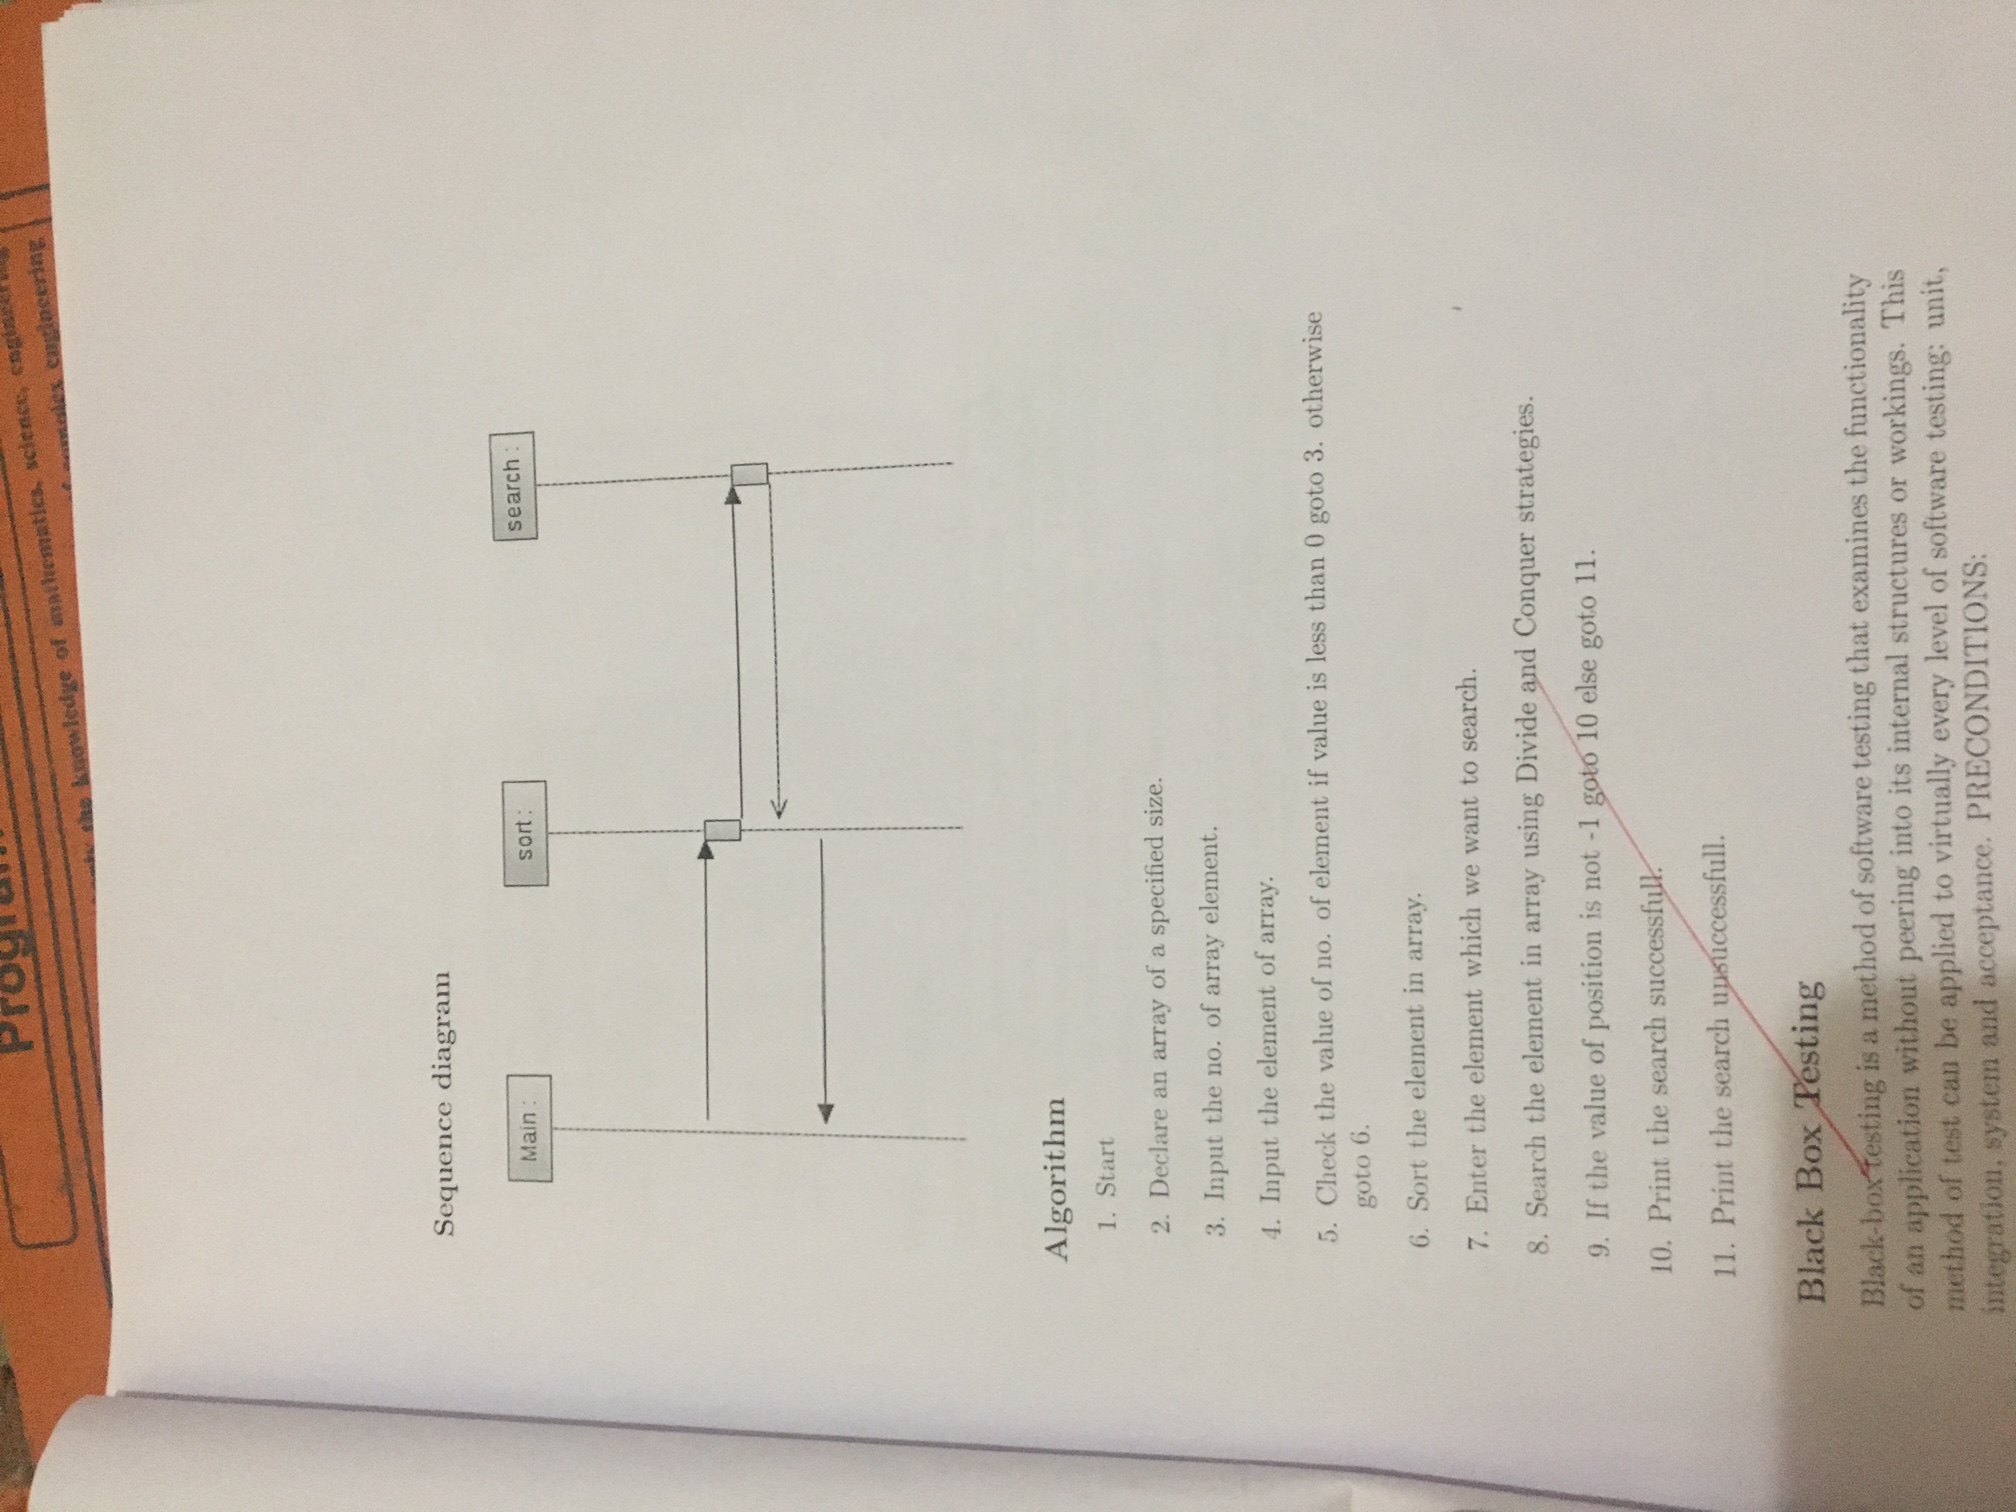 Program
the knowledge of mathematics, science, engineering
of complex engineering
Sequence diagram
Main :
sort :
search :
Algorithm
1. Start
2. Declare an array of a specified size.
3. Input the no. of array element.
4. Input the element of array.
5. Check the value of no. of element if value is less than 0 goto 3. otherwise
goto 6.
6. Sort the element in array.
7. Enter the element which we want to search.
8. Search the element in array using Divide and Conquer strategies.
9. If the value of position is not -1 goto 10 else goto 11.
10. Print the search successfull.
11. Print the search unsuccessfull.
Black Box Testing
Black-box testing is a method of software testing that examines the functionality
of an application without peering into its internal structures or workings. This
method of test can be applied to virtually every level of software testing: unit,
integration, system and acceptance. PRECONDITIONS: